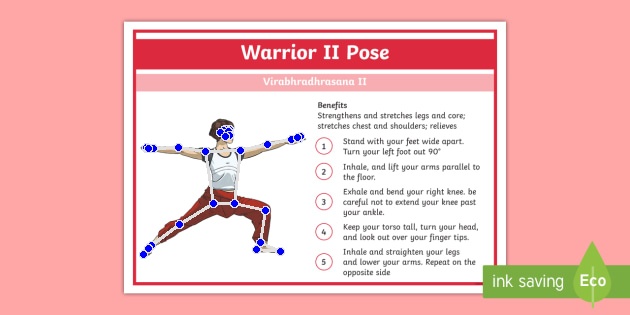 Warrior II Pose
Virabhradhrasana II
Benefits
Strengthens and stretches legs and core;
stretches chest and shoulders; relieves
1 Stand with your feet wide apart.
Turn your left foot out 90°
2 Inhale, and lift your arms parallel to
the floor.
3 Exhale and bend your right knee. be
careful not to extend your knee past
your ankle.
4 Keep your torso tall, turn your head,
and look out over your finger tips.
5 Inhale and straighten your legs
and lower your arms. Repeat on the
opposite side
ink saving Eco